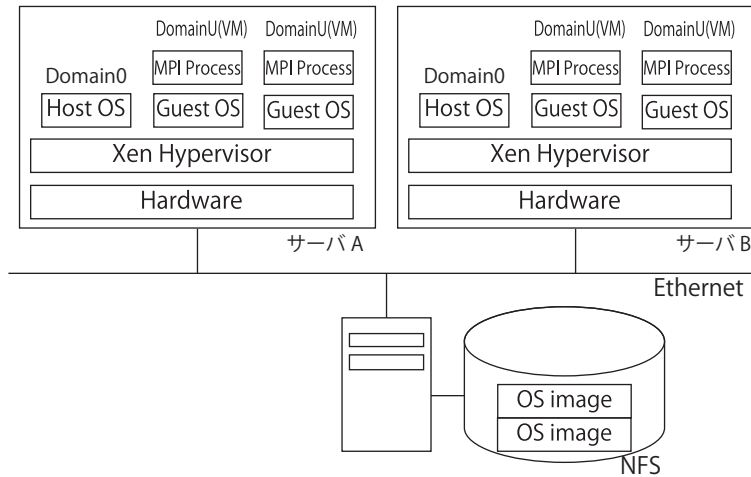 DomainU(VM)
DomainU(VM)
Domain0
MPI Process
MPI Process
Host OS
Guest OS
Guest OS
Xen Hypervisor
Hardware
サーバ A
DomainU(VM)
DomainU(VM)
Domain0
MPI Process
MPI Process
Host OS
Guest OS
Guest OS
Xen Hypervisor
Hardware
サーバ B
Ethernet
OS image
OS image
NFS